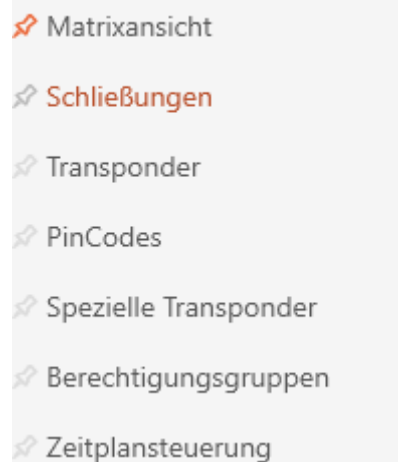 Matrixansicht
Schließungen
Transponder
PinCodes
Spezielle Transponder
Berechtigungsgruppen
Zeitplansteuerung